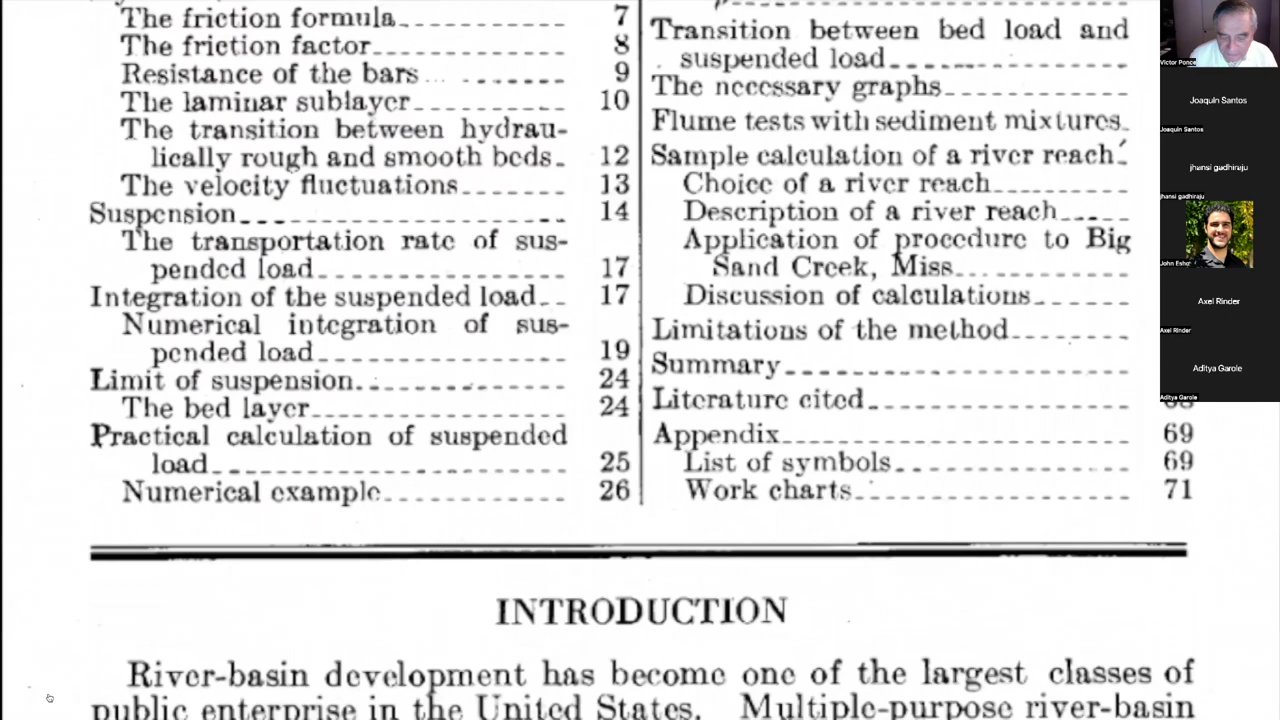 The friction formula 7
The friction factor 8
Resistance of the bars 9
The laminar sublayer 10
The transition between hydrau-
lically rough and smooth beds 12
The velocity fluctuations 13
Suspension 14
The transportation rate of sus-
pended load 17
Integration of the suspended load 17
Numerical integration of sus-
pended load 19
Limit of suspension 24
The bed layer 24
Practical calculation of suspended
load 25
Numerical example 26
Transition between bed load and
suspended load
The necessary graphs
Flume tests with sediment mixtures
Sample calculation of a river reach
Choice of a river reach
Description of a river reach
Application of procedure to Big
Sand Creek, Miss.
Discussion of calculations
Limitations of the method
Summary
Literature cited
Appendix 69
List of symbols 69
Work charts 71
INTRODUCTION
River-basin development has become one of the largest classes of
public enterprise in the United States. Multiple-purpose river-basin
Victor Ponce
Joaquin Santos
Joaquin Santos
jhansi gadhiraju
jhansi gadhiraju
John Eshp
Axel Rinder
Axel Rinder
Aditya Garole
Aditya Garole